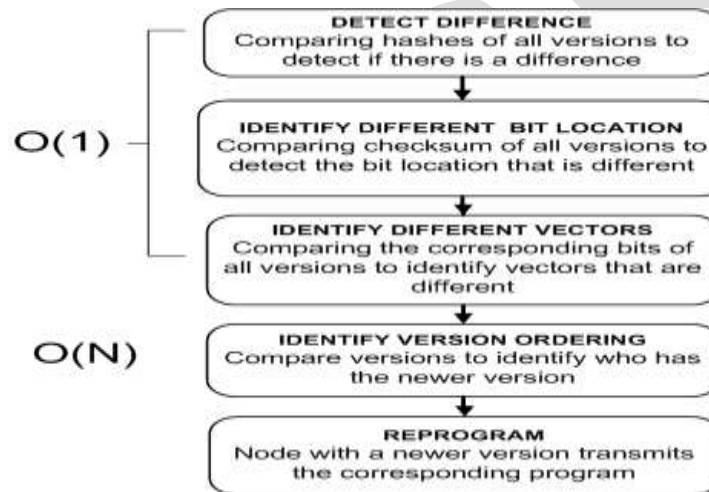 DETECT DIFFERENCE
Comparing hashes of all versions to
detect if there is a difference
IDENTIFY DIFFERENT BIT LOCATION
Comparing checksum of all versions to
detect the bit location that is different
O(1)
IDENTIFY DIFFERENT VECTORS
Comparing the corresponding bits of
all versions to identify vectors that are
different
O(N)
IDENTIFY VERSION ORDERING
Compare versions to identify who has
the newer version
REPROGRAM
Node with a newer version transmits
the corresponding program